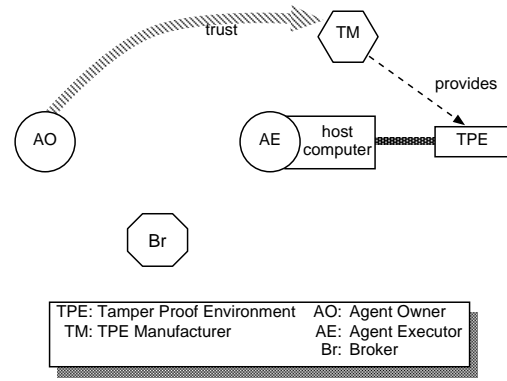 trust
TM
provides
AO
AE
host
computer
TPE
Br
TPE: Tamper Proof Environment AO: Agent Owner
TM: TPE Manufacturer AE: Agent Executor
Br: Broker